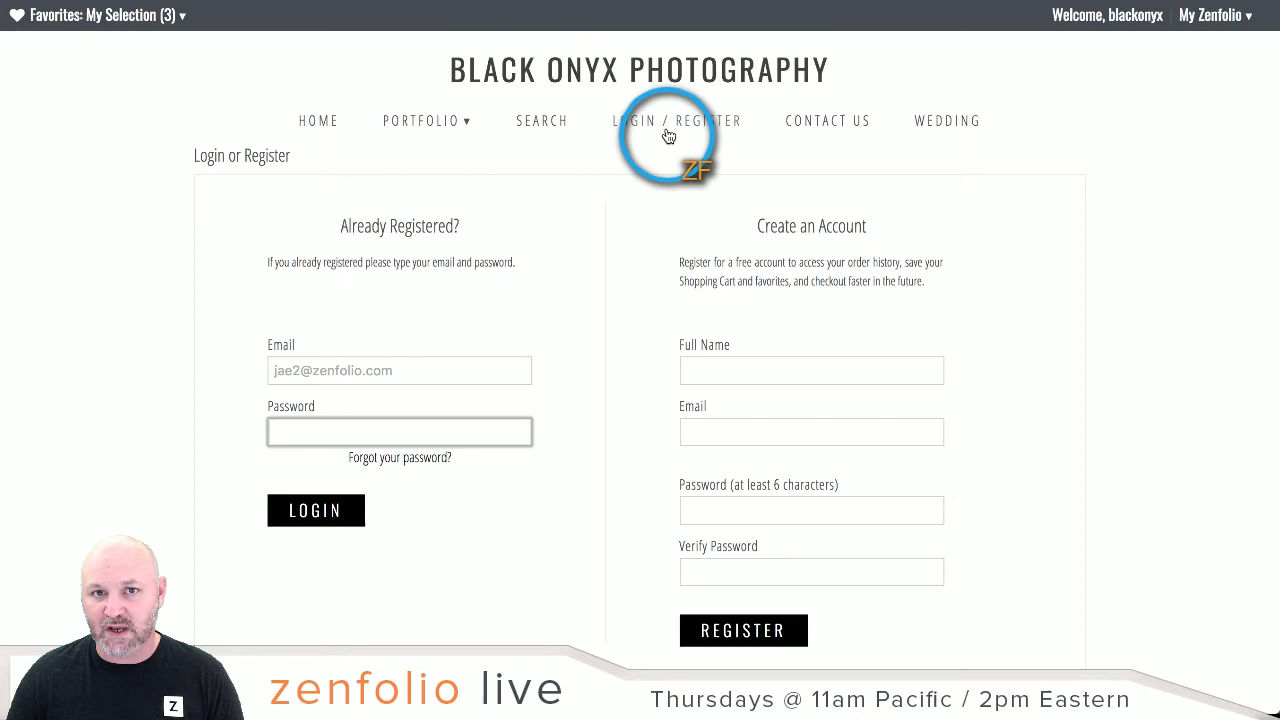 Favorites: My Selection (3) ▾
Welcome, blackonyx
My Zenfolio ▾
BLACK ONYX PHOTOGRAPHY
HOME PORTFOLIO ▾ SEARCH LOGIN / REGISTER CONTACT US WEDDING
ZF
Login or Register
Already Registered?
If you already registered please type your email and password.
Email
jae2@zenfolio.com
Password
Forgot your password?
LOGIN
Create an Account
Register for a free account to access your order history, save your
Shopping Cart and favorites, and checkout faster in the future.
Full Name
Email
Password (at least 6 characters)
Verify Password
REGISTER
Z
zenfolio live
Thursdays @ 11am Pacific / 2pm Eastern